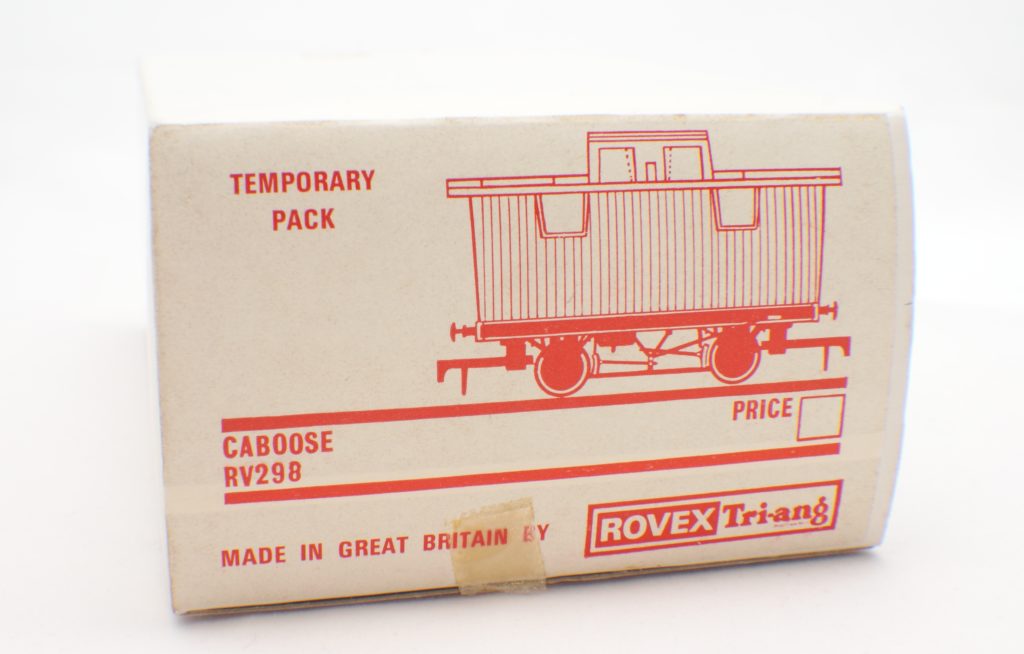 TEMPORARY
PACK
PRiCE
CABOOSE
RV298
MADE IN GREAT BRITAIN BY
ROVEX Tri-ang